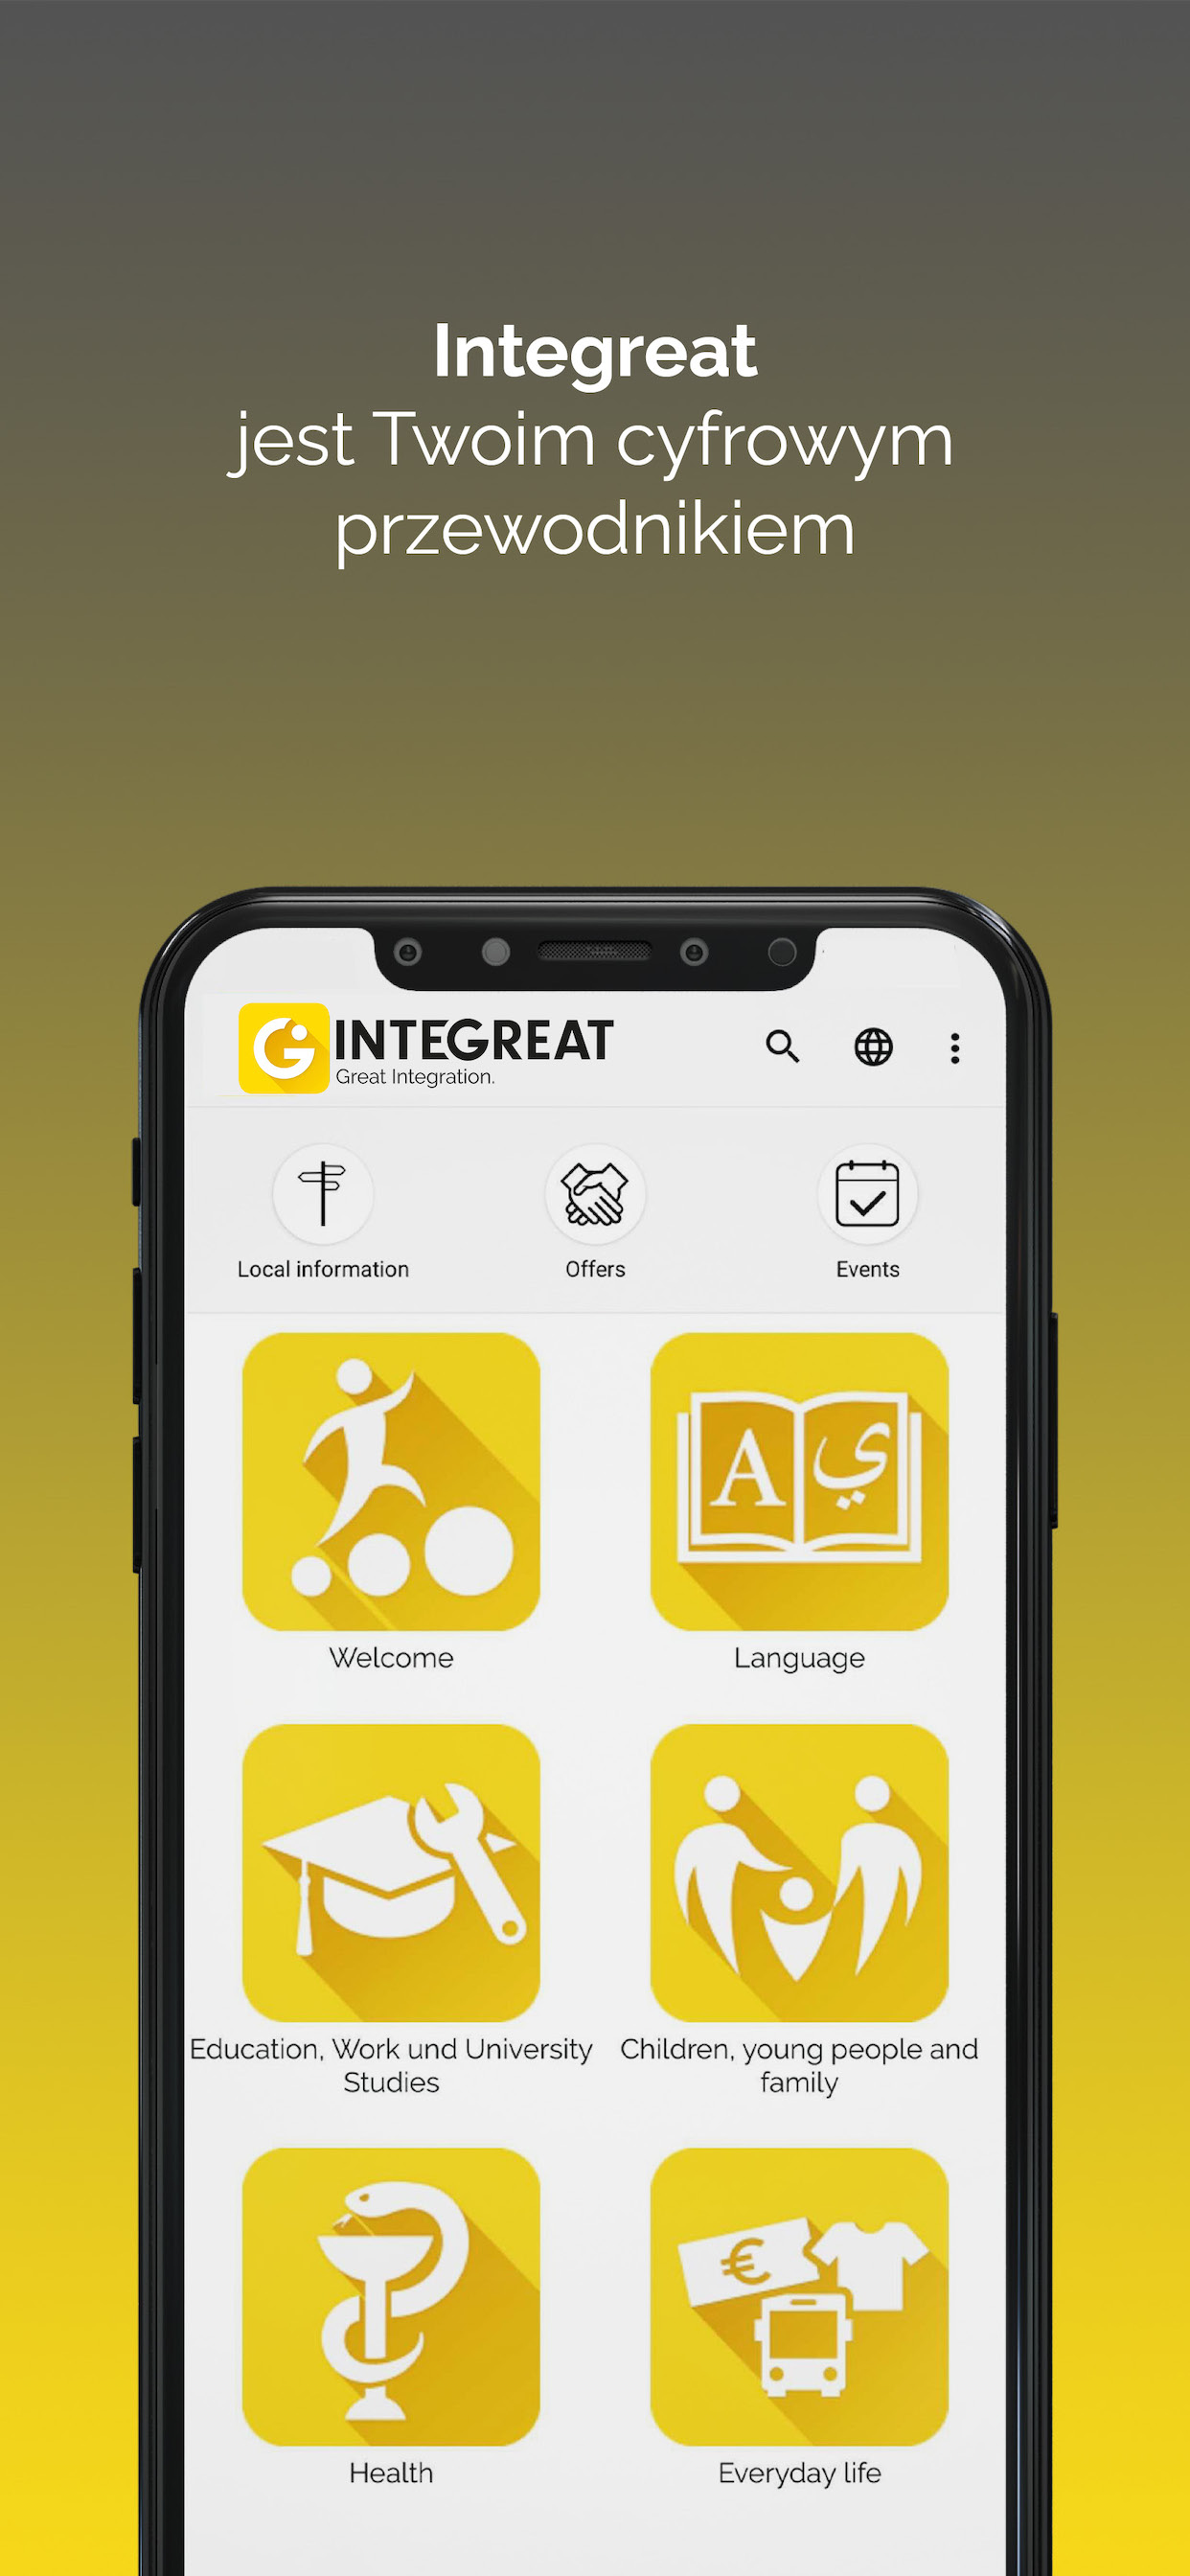 Integreat
jest Twoim cyfrowym
przewodnikiem
INTEGREAT
Great Integration.
Local information
Offers
Events
A ي
Welcome
Language
Education, Work und University
Studies
Children, young people and
family
€
Health
Everyday life